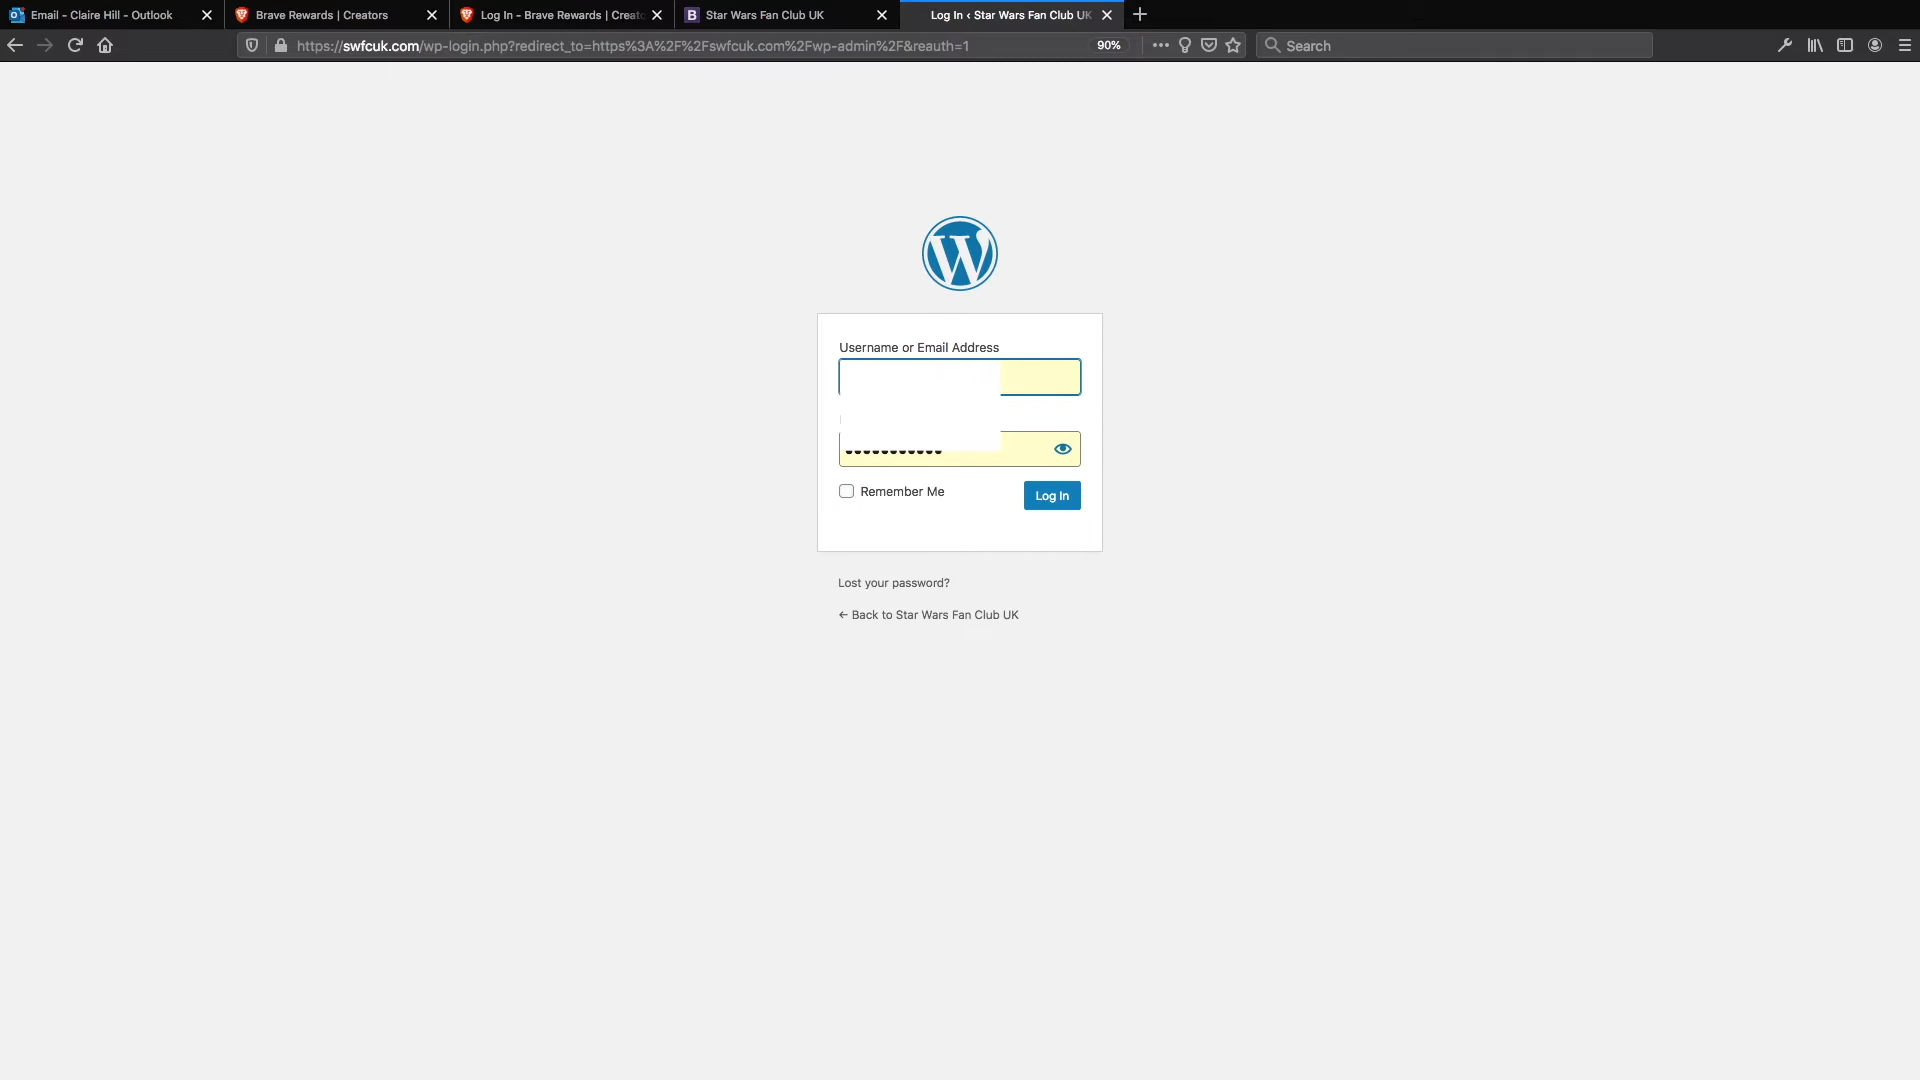 Email - Claire Hill - Outlook
Brave Rewards | Creators
Log In - Brave Rewards | Creato
Star Wars Fan Club UK
Log In ‹ Star Wars Fan Club UK
https://swfcuk.com/wp-login.php?redirect_to=https%3A%2F%2Fswfcuk.com%2Fwp-admin%2F&reauth=1
90%
Search
Username or Email Address
Remember Me
Log In
Lost your password?
← Back to Star Wars Fan Club UK